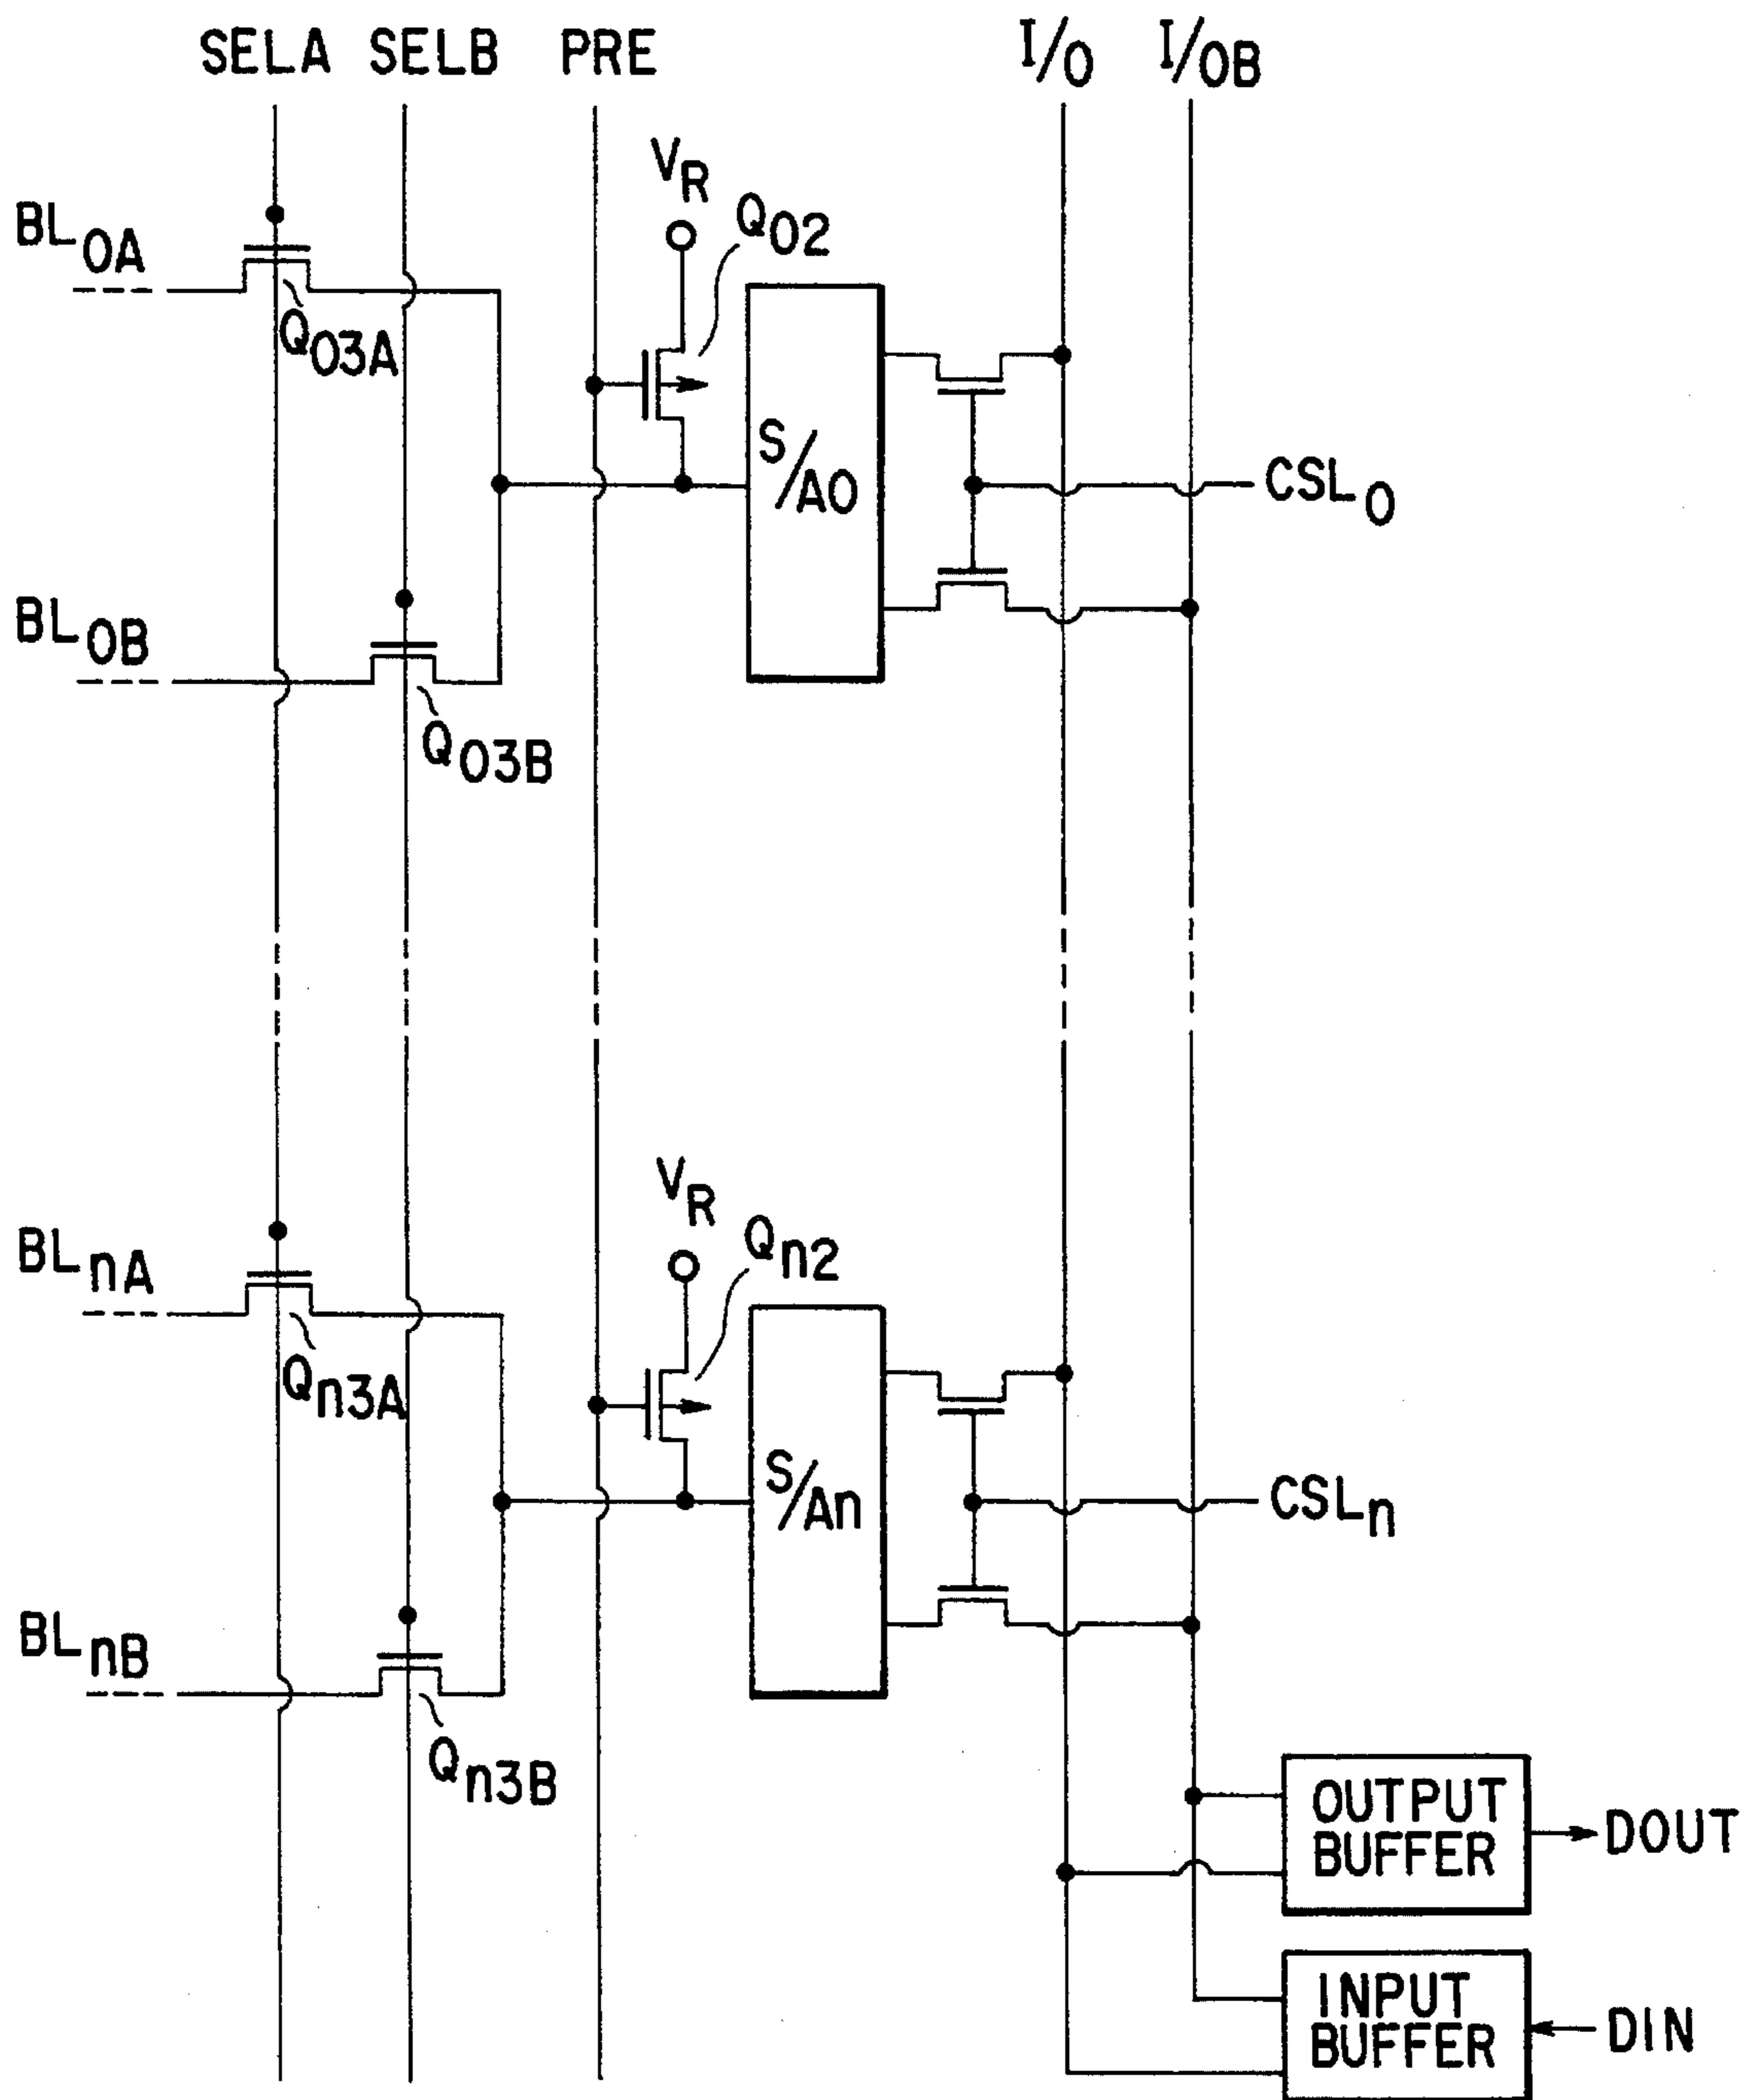 SELA SELB PRE I/O I/OB
VR
Q02
BL0A
Q03A
S/A0
CSL0
BL0B
Q03B
VR
Qn2
BLnA
Qn3A
S/An
CSLn
BLnB
Qn3B
OUTPUT
BUFFER
DOUT
INPUT
BUFFER
DIN